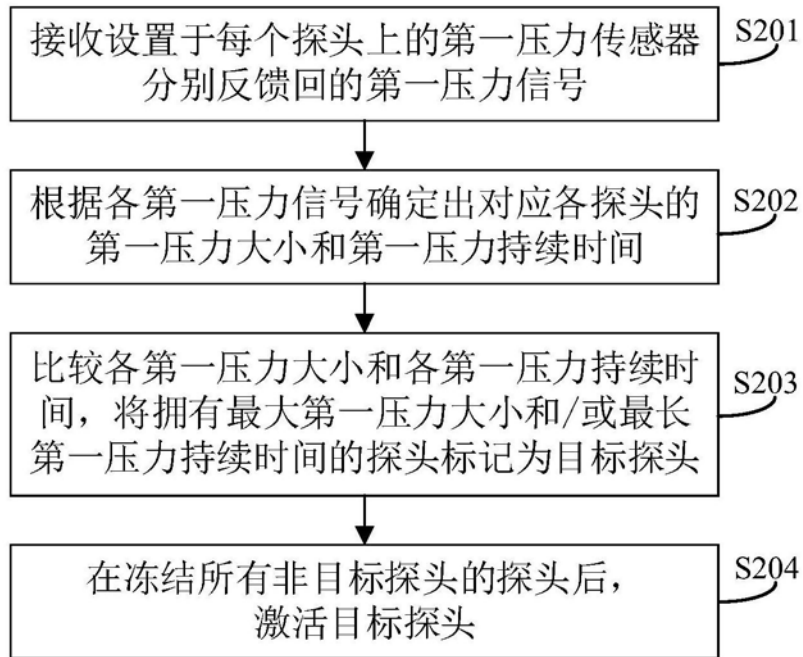 接收设置于每个探头上的第一压力传感器
分别反馈回的第一压力信号
S201
根据各第一压力信号确定出对应各探头的
第一压力大小和第一压力持续时间
S202
比较各第一压力大小和各第一压力持续时
间，将拥有最大第一压力大小和/或最长
第一压力持续时间的探头标记为目标探头
S203
在冻结所有非目标探头的探头后，
激活目标探头
S204